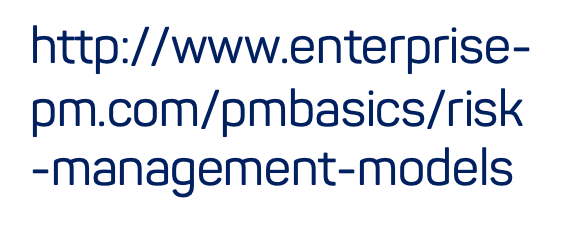 http://www.enterprise-
pm.com/pmbasics/risk
-management-models